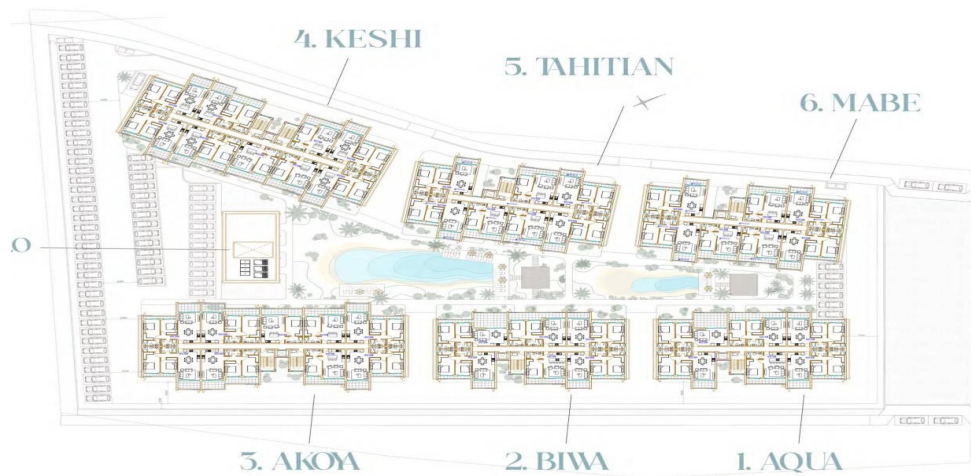 4. KESHI
5. TAHITIAN
6. MABE
O
3. AKOYA
2. BIWA
1. AQUA